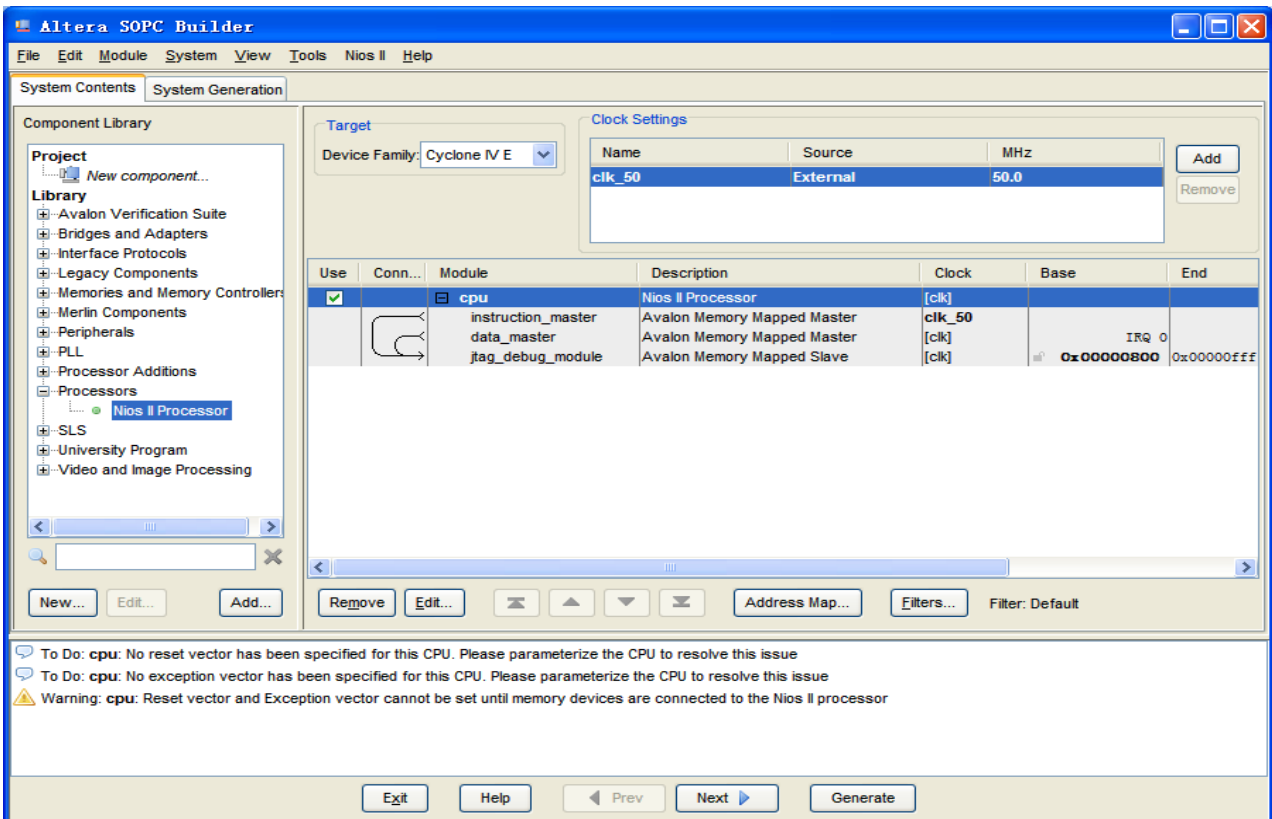 Altera SOPC Builder
File Edit Module System View Tools Nios II Help
System Contents System Generation
Component Library
Project
New component...
Library
Avalon Verification Suite
Bridges and Adapters
Interface Protocols
Legacy Components
Memories and Memory Controllers
Merlin Components
Peripherals
PLL
Processor Additions
Processors
Nios II Processor
SLS
University Program
Video and Image Processing
New... Edit... Add...
Target
Device Family: Cyclone IV E
Clock Settings
Name Source MHz
clk_50 External 50.0
Add
Remove
Use Conn... Module Description Clock Base End
cpu Nios II Processor [clk]
instruction_master Avalon Memory Mapped Master clk_50
data_master Avalon Memory Mapped Master [clk] IRQ 0
jtag_debug_module Avalon Memory Mapped Slave [clk] 0x00000800 0x00000fff
Remove Edit... Address Map... Filters... Filter: Default
To Do: cpu: No reset vector has been specified for this CPU. Please parameterize the CPU to resolve this issue
To Do: cpu: No exception vector has been specified for this CPU. Please parameterize the CPU to resolve this issue
Warning: cpu: Reset vector and Exception vector cannot be set until memory devices are connected to the Nios II processor
Exit Help Prev Next Generate